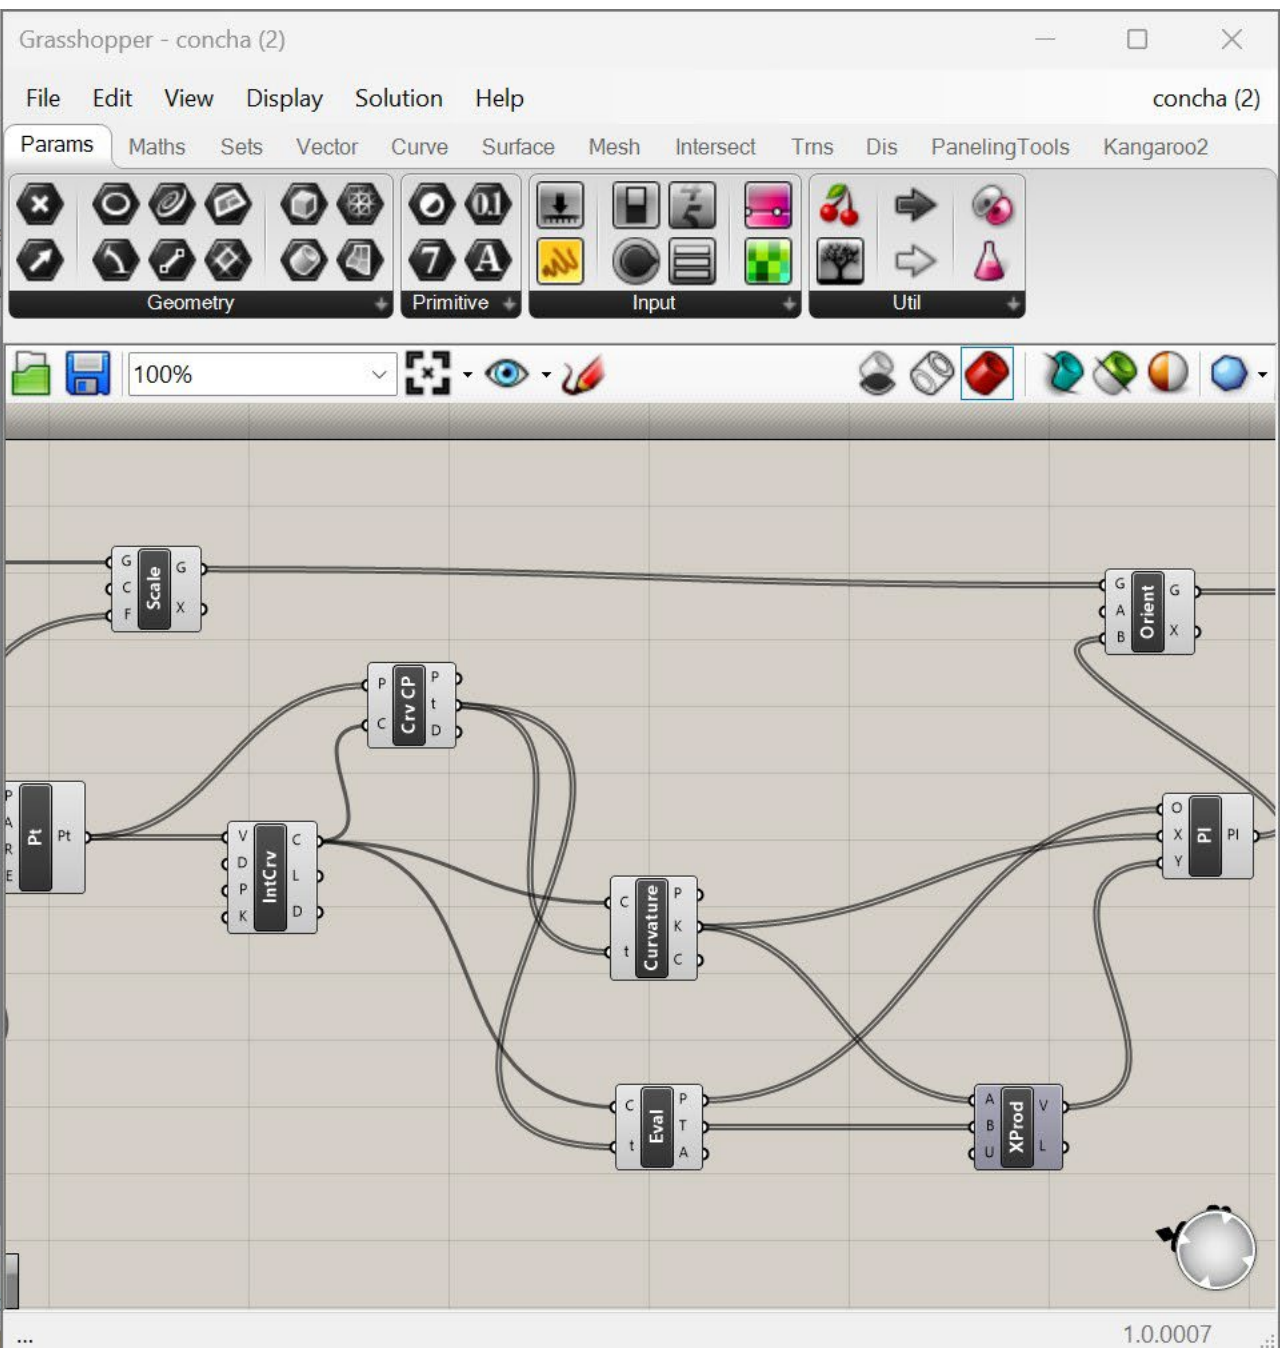 Grasshopper - concha (2)
File Edit View Display Solution Help concha (2)
Params Maths Sets Vector Curve Surface Mesh Intersect Trns Dis PanelingTools Kangaroo2
0.1
7 A
Geometry Primitive Input Util
100%
G C F Scale G X
G A B Orient G X
P C Crv CP P t D
P A R E Pt Pt
V D P K IntCrv C L D
O X Y Pl Pl
C t Curvature P K C
C t Eval P T A
A B U XProd V L
...
1.0.0007